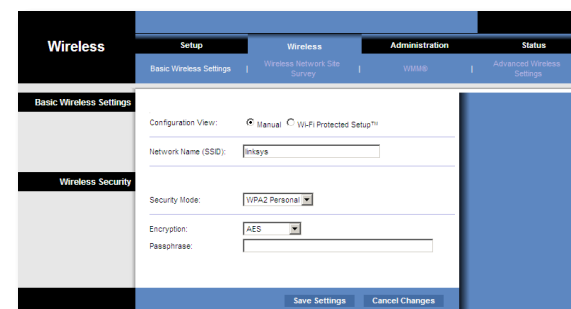 Wireless
Setup
Wireless
Administration
Status
Basic Wireless Settings
|
Wireless Network Site
Survey
|
WMM®
|
Advanced Wireless
Settings
Basic Wireless Settings
Configuration View: Manual Wi-Fi Protected Setup™
Network Name (SSID): linksys
Wireless Security
Security Mode: WPA2 Personal
Encryption: AES
Passphrase:
Save Settings Cancel Changes